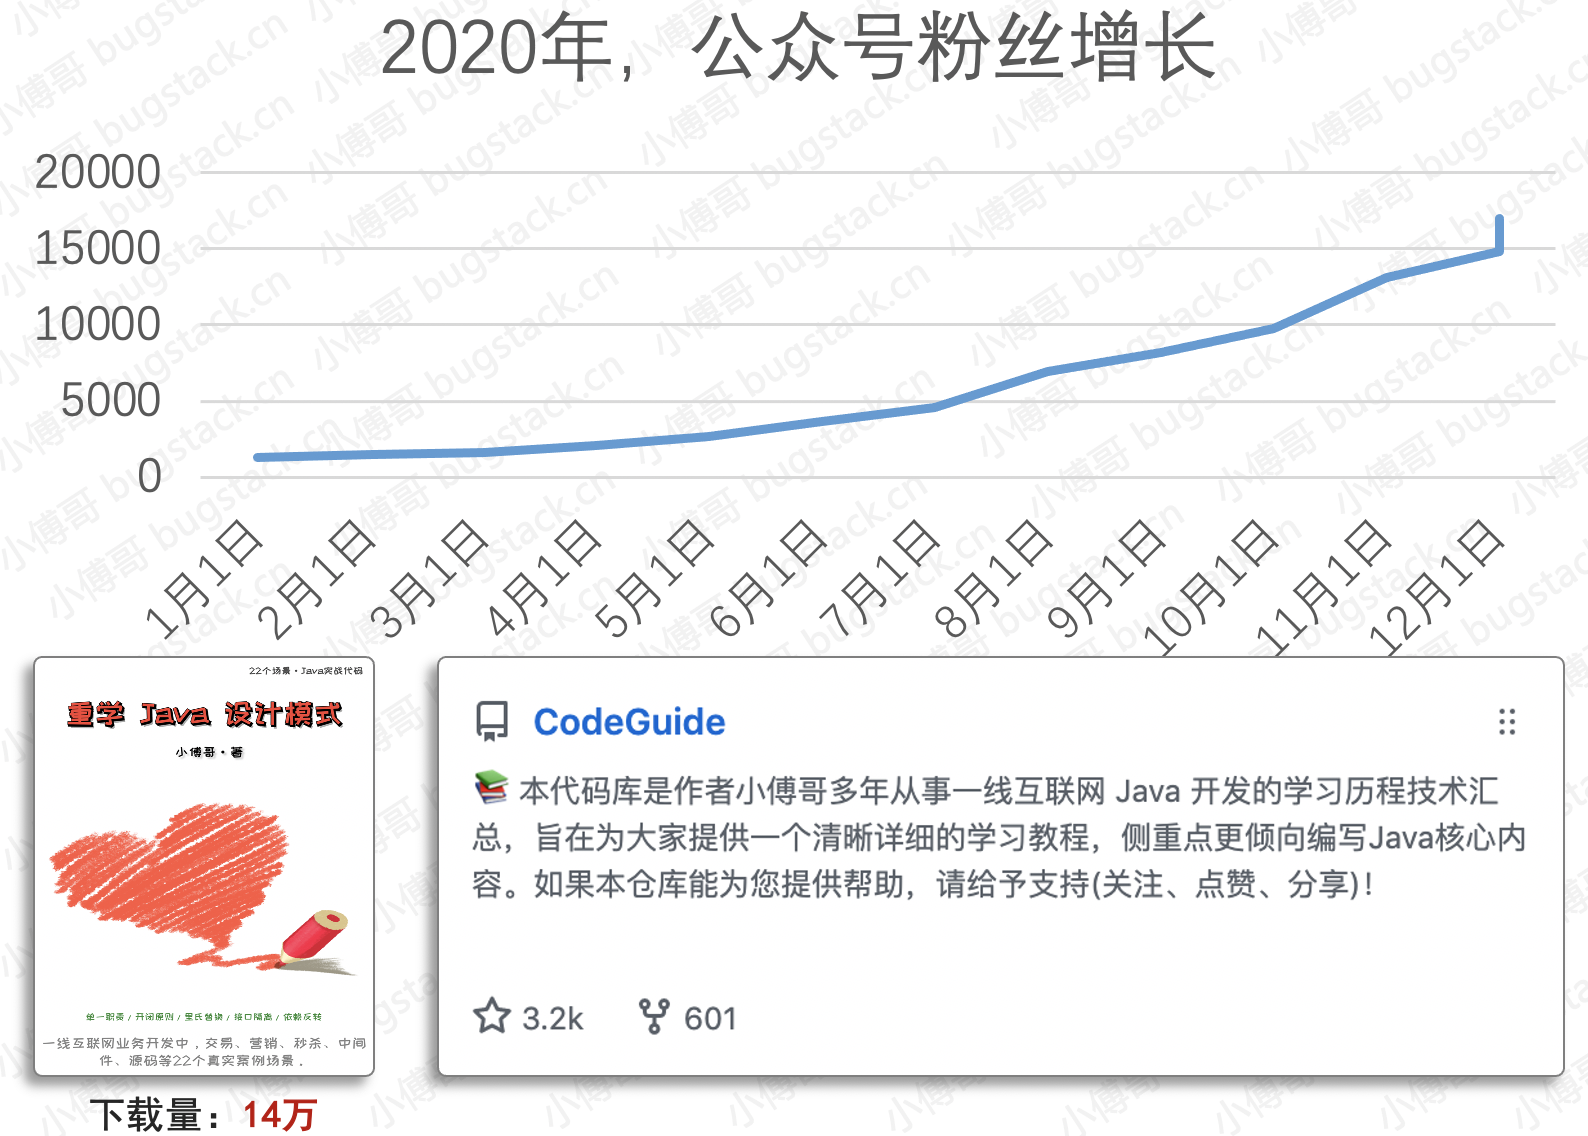 2020年，公众号粉丝增长
20000
15000
10000
5000
0
1月1日
2月1日
3月1日
4月1日
5月1日
6月1日
7月1日
8月1日
9月1日
10月1日
11月1日
12月1日
22个场景·Java实战代码
重学 Java 设计模式
小傅哥·著
单一职责 / 开闭原则 / 里氏替换 / 接口隔离 / 依赖反转
一线互联网业务开发中，交易、营销、秒杀、中间
件、源码等22个真实案例场景。
下载量：14万
CodeGuide
本代码库是作者小傅哥多年从事一线互联网 Java 开发的学习历程技术汇
总，旨在为大家提供一个清晰详细的学习教程，侧重点更倾向编写Java核心内
容。如果本仓库能为您提供帮助，请给予支持(关注、点赞、分享)！
3.2k
601
小傅哥 bugstack.cn